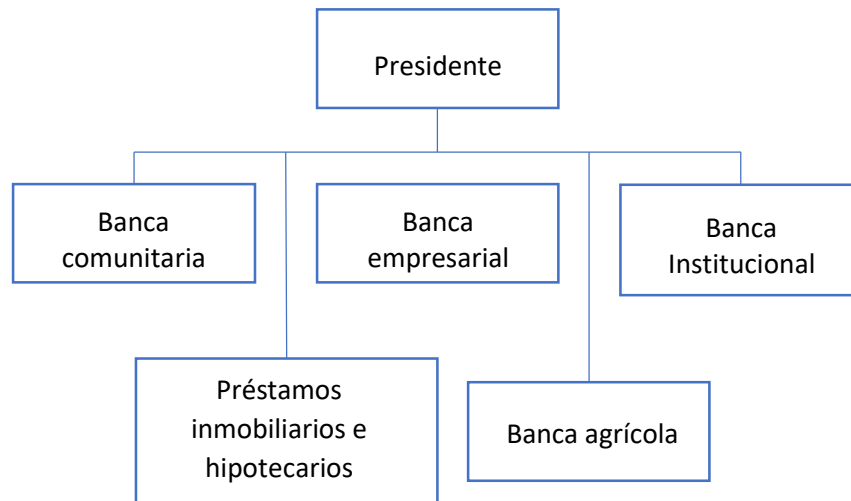 Presidente
Banca
comunitaria
Banca
empresarial
Banca
Institucional
Préstamos
inmobiliarios e
hipotecarios
Banca agrícola